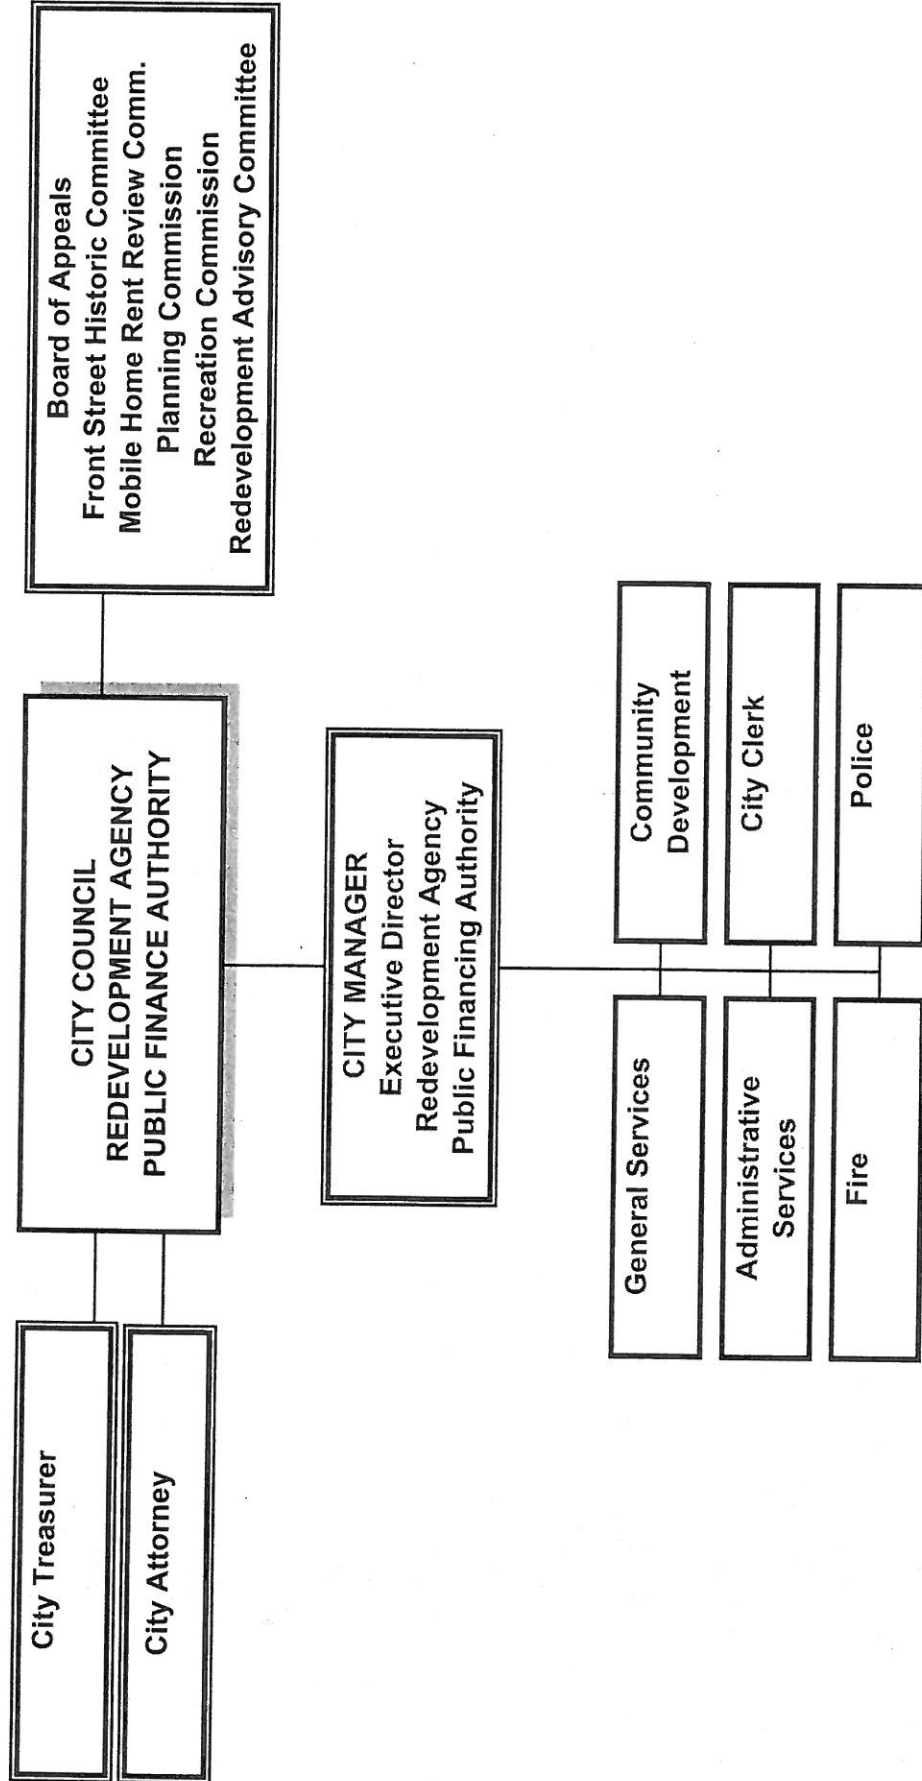 City Treasurer
City Attorney
CITY COUNCIL
REDEVELOPMENT AGENCY
PUBLIC FINANCE AUTHORITY
Board of Appeals
Front Street Historic Committee
Mobile Home Rent Review Comm.
Planning Commission
Recreation Commission
Redevelopment Advisory Committee
CITY MANAGER
Executive Director
Redevelopment Agency
Public Financing Authority
General Services
Community
Development
Administrative
Services
City Clerk
Fire
Police